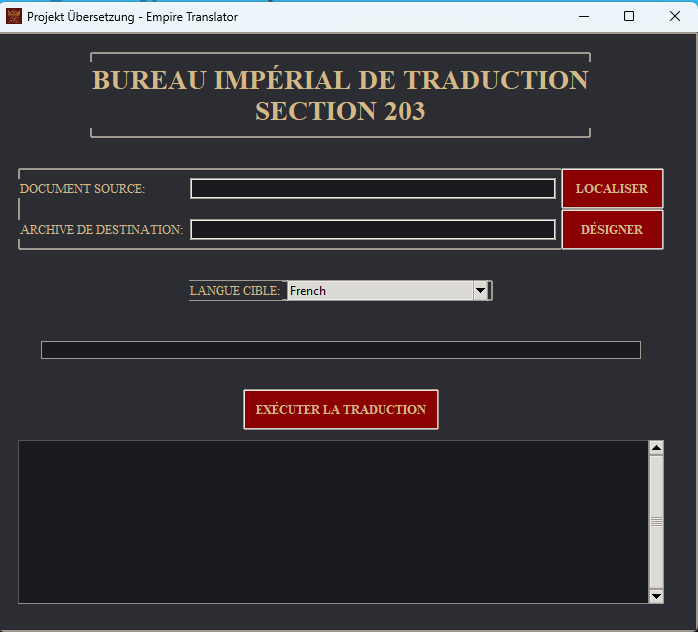 Projekt Übersetzung - Empire Translator
BUREAU IMPÉRIAL DE TRADUCTION
SECTION 203
DOCUMENT SOURCE:
LOCALISER
ARCHIVE DE DESTINATION:
DÉSIGNER
LANGUE CIBLE:
French
EXÉCUTER LA TRADUCTION